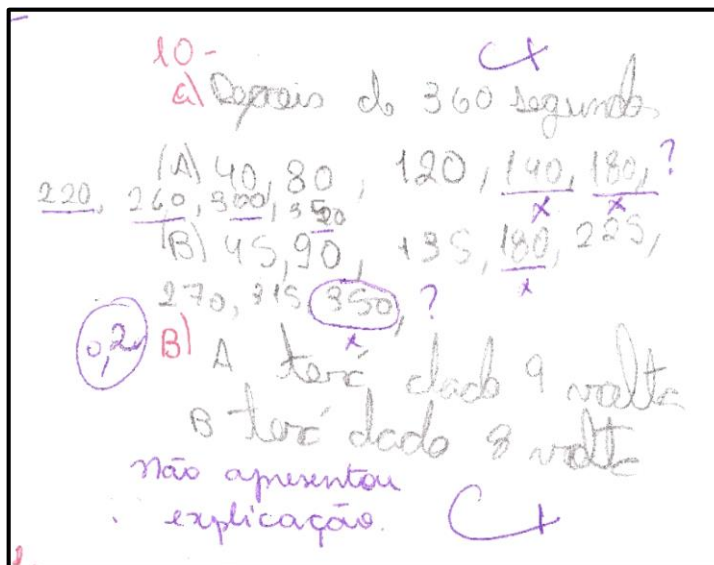 10-
a) Depois de 360 segundos
(A) 40, 80, 120, 140, 180, ?
220, 260, 300, 350
20
(B) 45, 90, 135, 180, 225,
270, 315, 350, ?
0,2 B) A terá dado 9 volta
B terá dado 8 volta
Não apresentou
explicação.